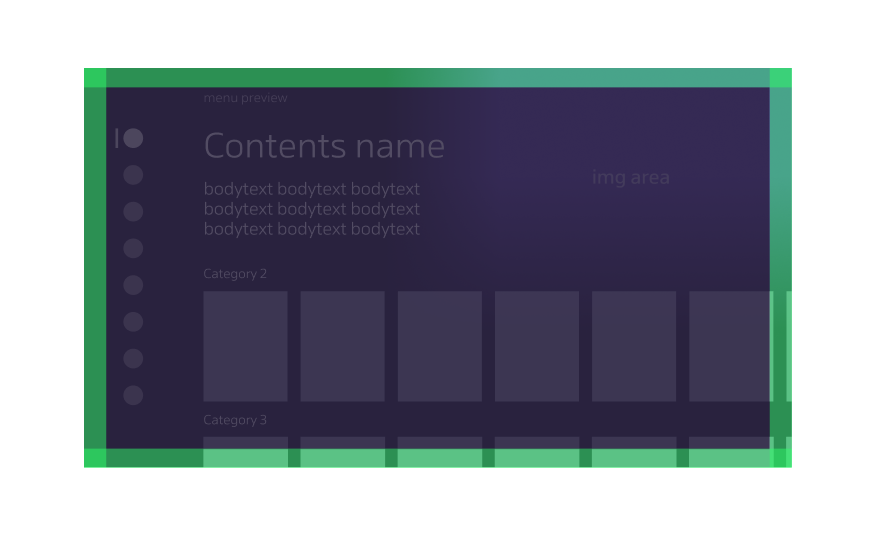 menu preview
Contents name
img area
bodytext bodytext bodytext
bodytext bodytext bodytext
bodytext bodytext bodytext
Category 2
Category 3